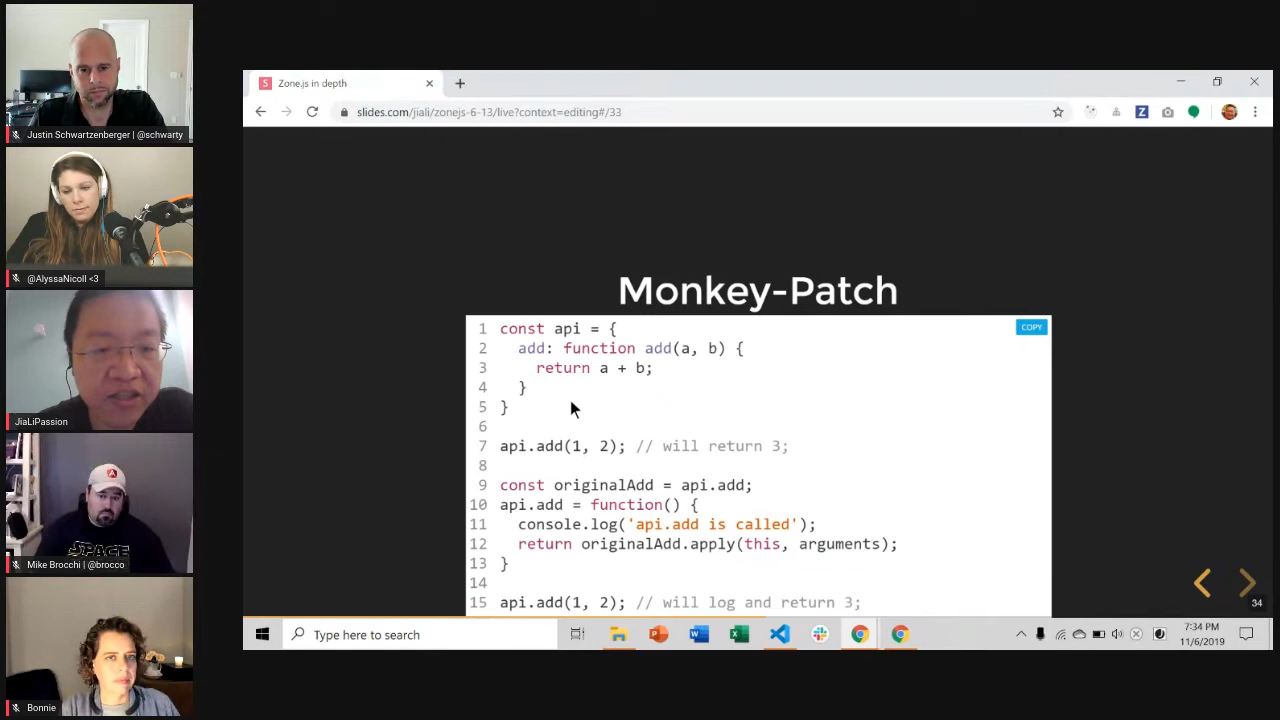 Justin Schwartzenberger | @schwarty
@AlyssaNicoll <3
JiaLiPassion
SPACE
Mike Brocchi | @brocco
Bonnie
Zone.js in depth
slides.com/jiali/zonejs-6-13/live?context=editing#/33
Monkey-Patch
COPY
1 const api = {
2 add: function add(a, b) {
3 return a + b;
4 }
5 }
6
7 api.add(1, 2); // will return 3;
8
9 const originalAdd = api.add;
10 api.add = function() {
11 console.log('api.add is called');
12 return originalAdd.apply(this, arguments);
13 }
14
15 api.add(1, 2); // will log and return 3;
34
Type here to search
7:34 PM
11/6/2019